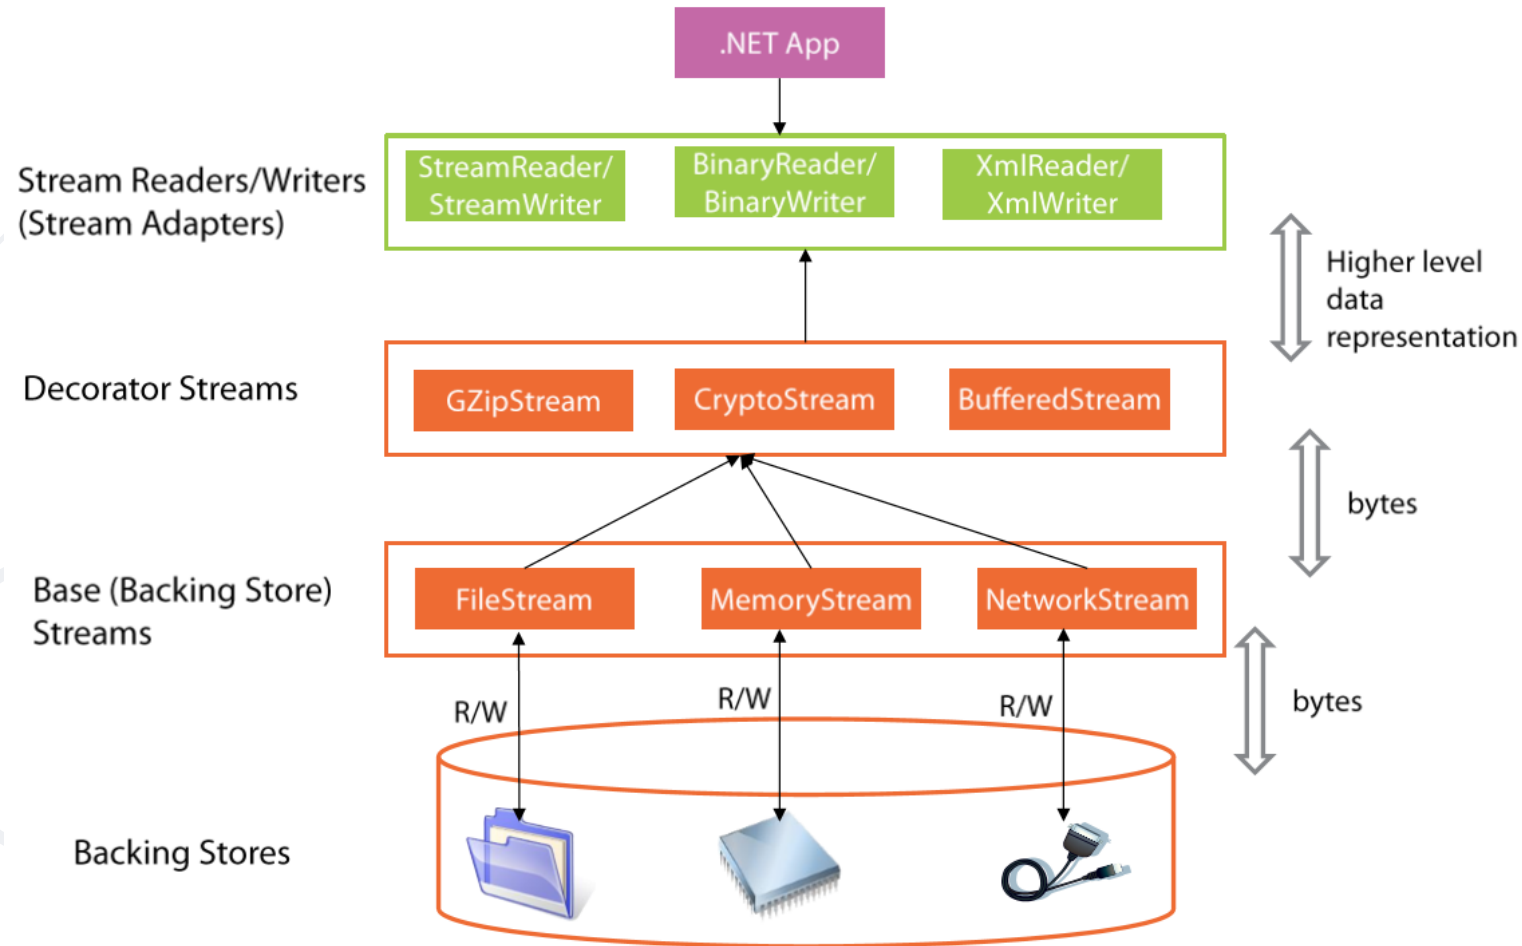 .NET App
Stream Readers/Writers
(Stream Adapters)
StreamReader/
StreamWriter
BinaryReader/
BinaryWriter
XmlReader/
XmlWriter
Higher level
data
representation
Decorator Streams
GZipStream
CryptoStream
BufferedStream
bytes
Base (Backing Store)
Streams
FileStream
MemoryStream
NetworkStream
R/W
R/W
R/W
bytes
Backing Stores